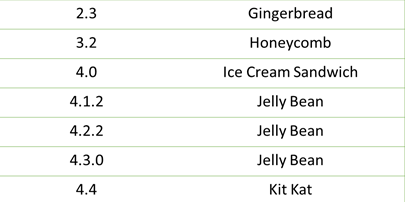 2.3 Gingerbread
3.2 Honeycomb
4.0 Ice Cream Sandwich
4.1.2 Jelly Bean
4.2.2 Jelly Bean
4.3.0 Jelly Bean
4.4 Kit Kat